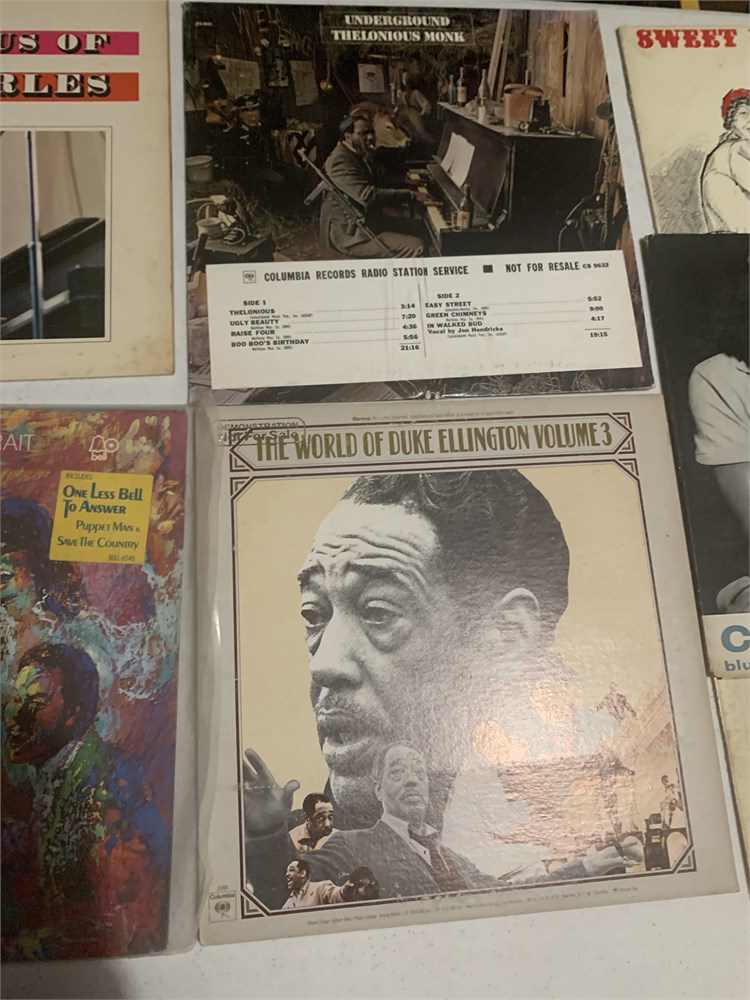 US OF
RLES
UNDERGROUND
THELONIOUS MONK
SWEET
COLUMBIA RECORDS RADIO STATION SERVICE ■ NOT FOR RESALE CS 9632
SIDE 1
THELONIOUS 3:14
UGLY BEAUTY 7:20
RAISE FOUR 4:36
BOO BOO'S BIRTHDAY 5:56
21:16
SIDE 2
EASY STREET 5:52
GREEN CHIMNEYS 9:00
IN WALKED BUD 4:17
Vocal by Jon Hendricks
19:15
RAIT
bell
INCLUDES
ONE LESS BELL
TO ANSWER
PUPPET MAN &
SAVE THE COUNTRY
DEMONSTRATION
Not For Sale
THE WORLD OF DUKE ELLINGTON VOLUME 3
Columbia
C
blu